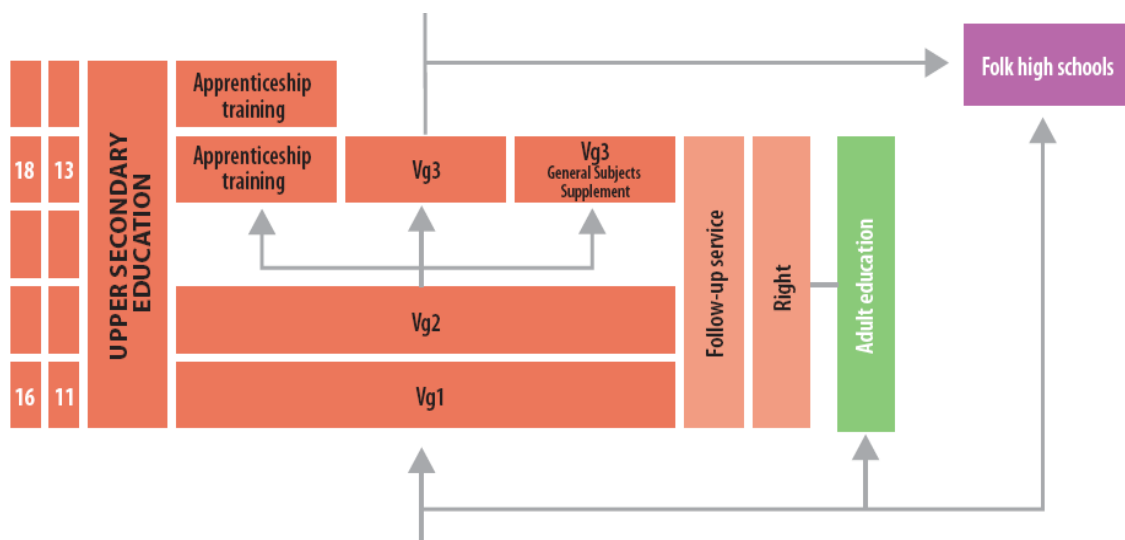 Folk high schools
Apprenticeship
training
18
13
Apprenticeship
training
Vg3
Vg3
General Subjects
Supplement
UPPER SECONDARY
EDUCATION
Follow-up service
Right
Adult education
Vg2
16
11
Vg1